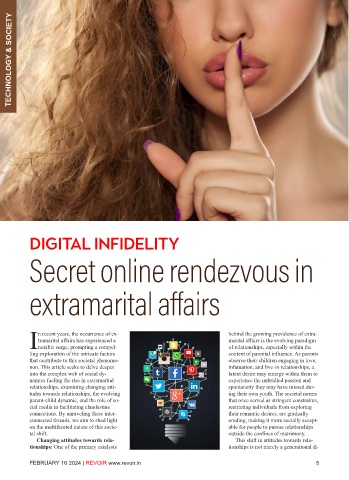 TECHNOLOGY & SOCIETY
DIGITAL INFIDELITY
Secret online rendezvous in
extramarital affairs
In recent years, the occurrence of ex-
tramarital affairs has experienced a
notable surge, prompting a compel-
ling exploration of the intricate factors
that contribute to this societal phenome-
non. This article seeks to delve deeper
into the complex web of social dy-
namics fueling the rise in extramarital
relationships, examining changing atti-
tudes towards relationships, the evolving
parent-child dynamic, and the role of so-
cial media in facilitating clandestine
connections. By unraveling these inter-
connected threads, we aim to shed light
on the multifaceted nature of this socie-
tal shift.
Changing attitudes towards rela-
tionships: One of the primary catalysts
behind the growing prevalence of extra-
marital affairs is the evolving paradigm
of relationships, especially within the
context of parental influence. As parents
observe their children engaging in love,
infatuation, and live-in relationships, a
latent desire may emerge within them to
experience the unbridled passion and
spontaneity they may have missed dur-
ing their own youth. The societal norms
that once served as stringent constraints,
restricting individuals from exploring
their romantic desires, are gradually
eroding, making it more socially accept-
able for people to pursue relationships
outside the confines of matrimony.
This shift in attitudes towards rela-
tionships is not merely a generational di-
FEBRUARY 16 2024 | REVOIR www.revoir.in
5